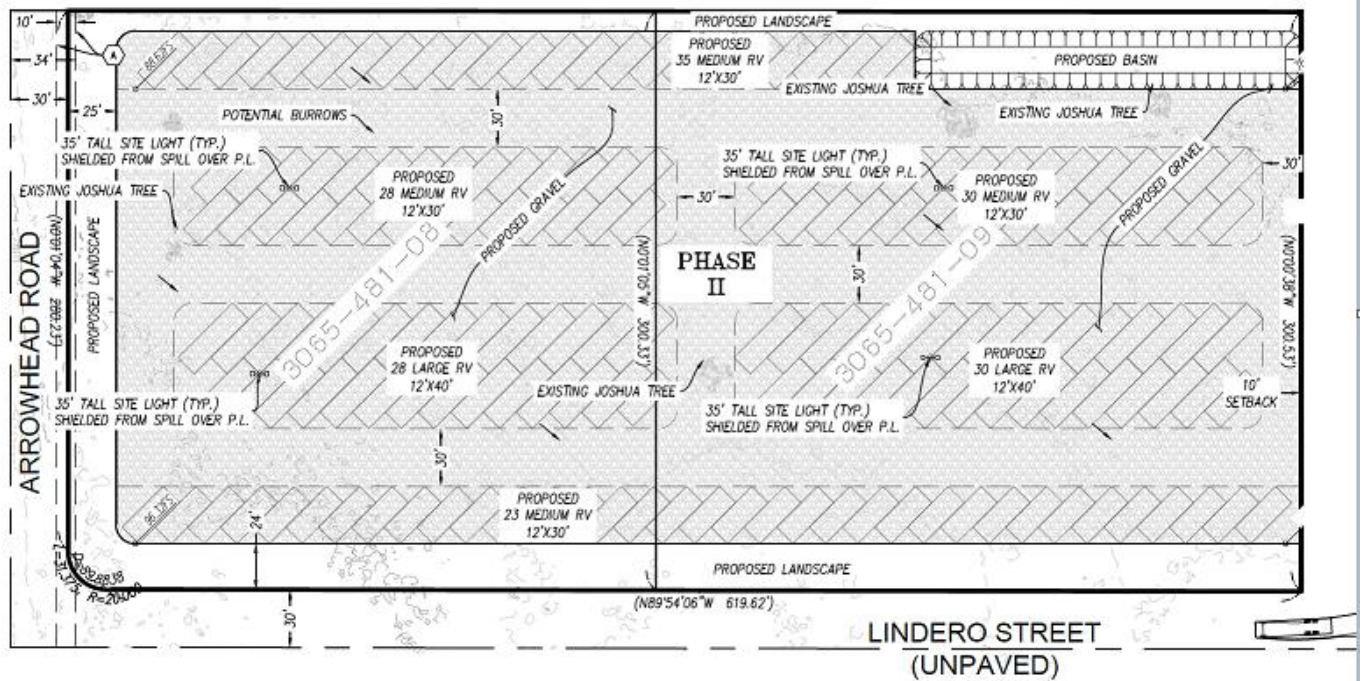 10'
34'
30'
25'
PROPOSED LANDSCAPE
PROPOSED
35 MEDIUM RV
12'X30'
PROPOSED BASIN
EXISTING JOSHUA TREE
EXISTING JOSHUA TREE
POTENTIAL BURROWS
30'
35' TALL SITE LIGHT (TYP.)
SHIELDED FROM SPILL OVER P.L.
EXISTING JOSHUA TREE
PROPOSED
28 MEDIUM RV
12'X30'
PROPOSED GRAVEL
35' TALL SITE LIGHT (TYP.)
SHIELDED FROM SPILL OVER P.L.
30'
PROPOSED
30 MEDIUM RV
12'X30'
PROPOSED GRAVEL
30'
ARROWHEAD ROAD
PROPOSED LANDSCAPE
3065-481-08
(N0°01'05"W 300.33')
PHASE
II
30'
3065-481-09
(N0°00'38"W 300.53')
PROPOSED
28 LARGE RV
12'X40'
EXISTING JOSHUA TREE
PROPOSED
30 LARGE RV
12'X40'
10'
SETBACK
35' TALL SITE LIGHT (TYP.)
SHIELDED FROM SPILL OVER P.L.
35' TALL SITE LIGHT (TYP.)
SHIELDED FROM SPILL OVER P.L.
30'
PROPOSED
23 MEDIUM RV
12'X30'
24'
PROPOSED LANDSCAPE
(N89°54'06"W 619.62')
30'
LINDERO STREET
(UNPAVED)